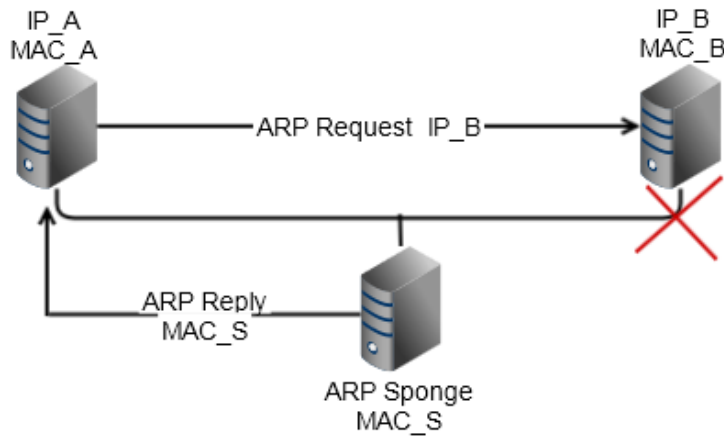 IP_A
MAC_A
IP_B
MAC_B
ARP Request IP_B
ARP Reply
MAC_S
ARP Sponge
MAC_S